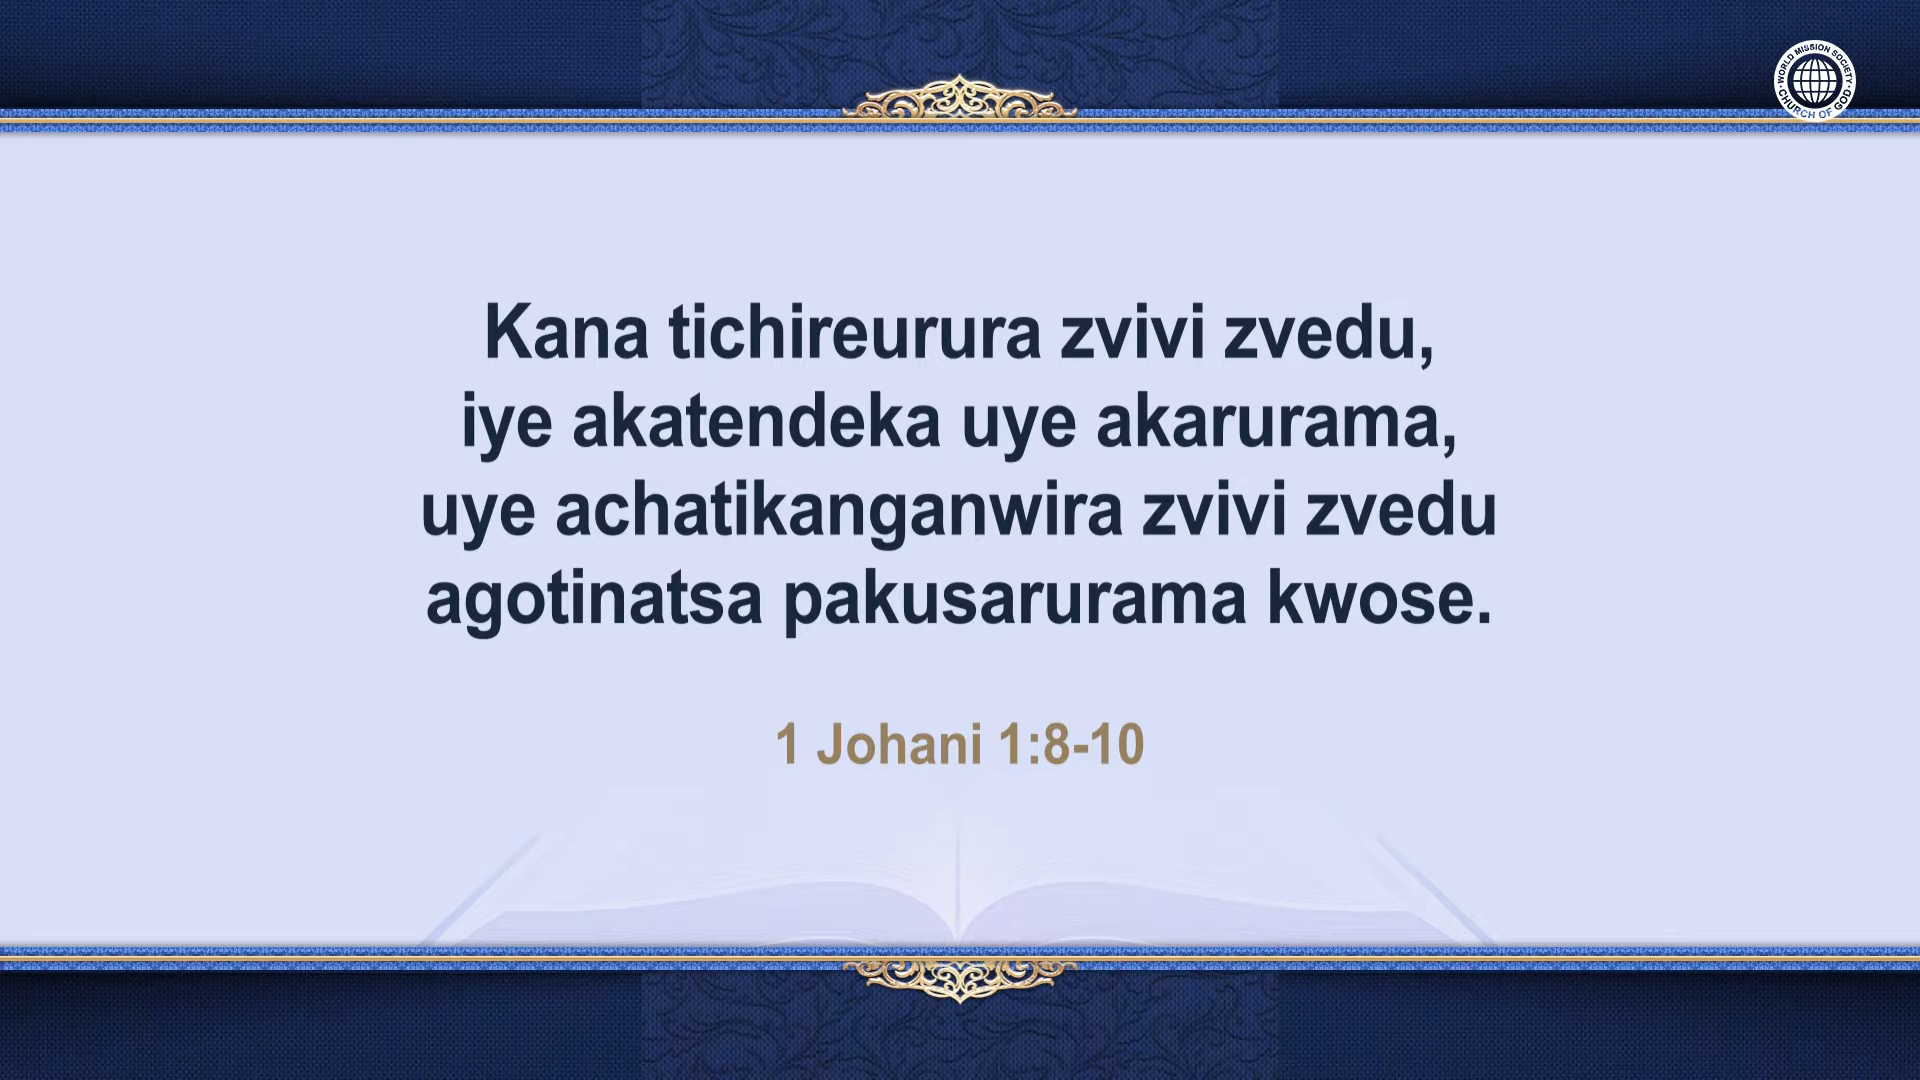 WORLD MISSION SOCIETY
CHURCH OF GOD
Kana tichireurura zvivi zvedu,
iye akatendeka uye akarurama,
uye achatikanganwira zvivi zvedu
agotinatsa pakusarurama kwose.
1 Johani 1:8-10